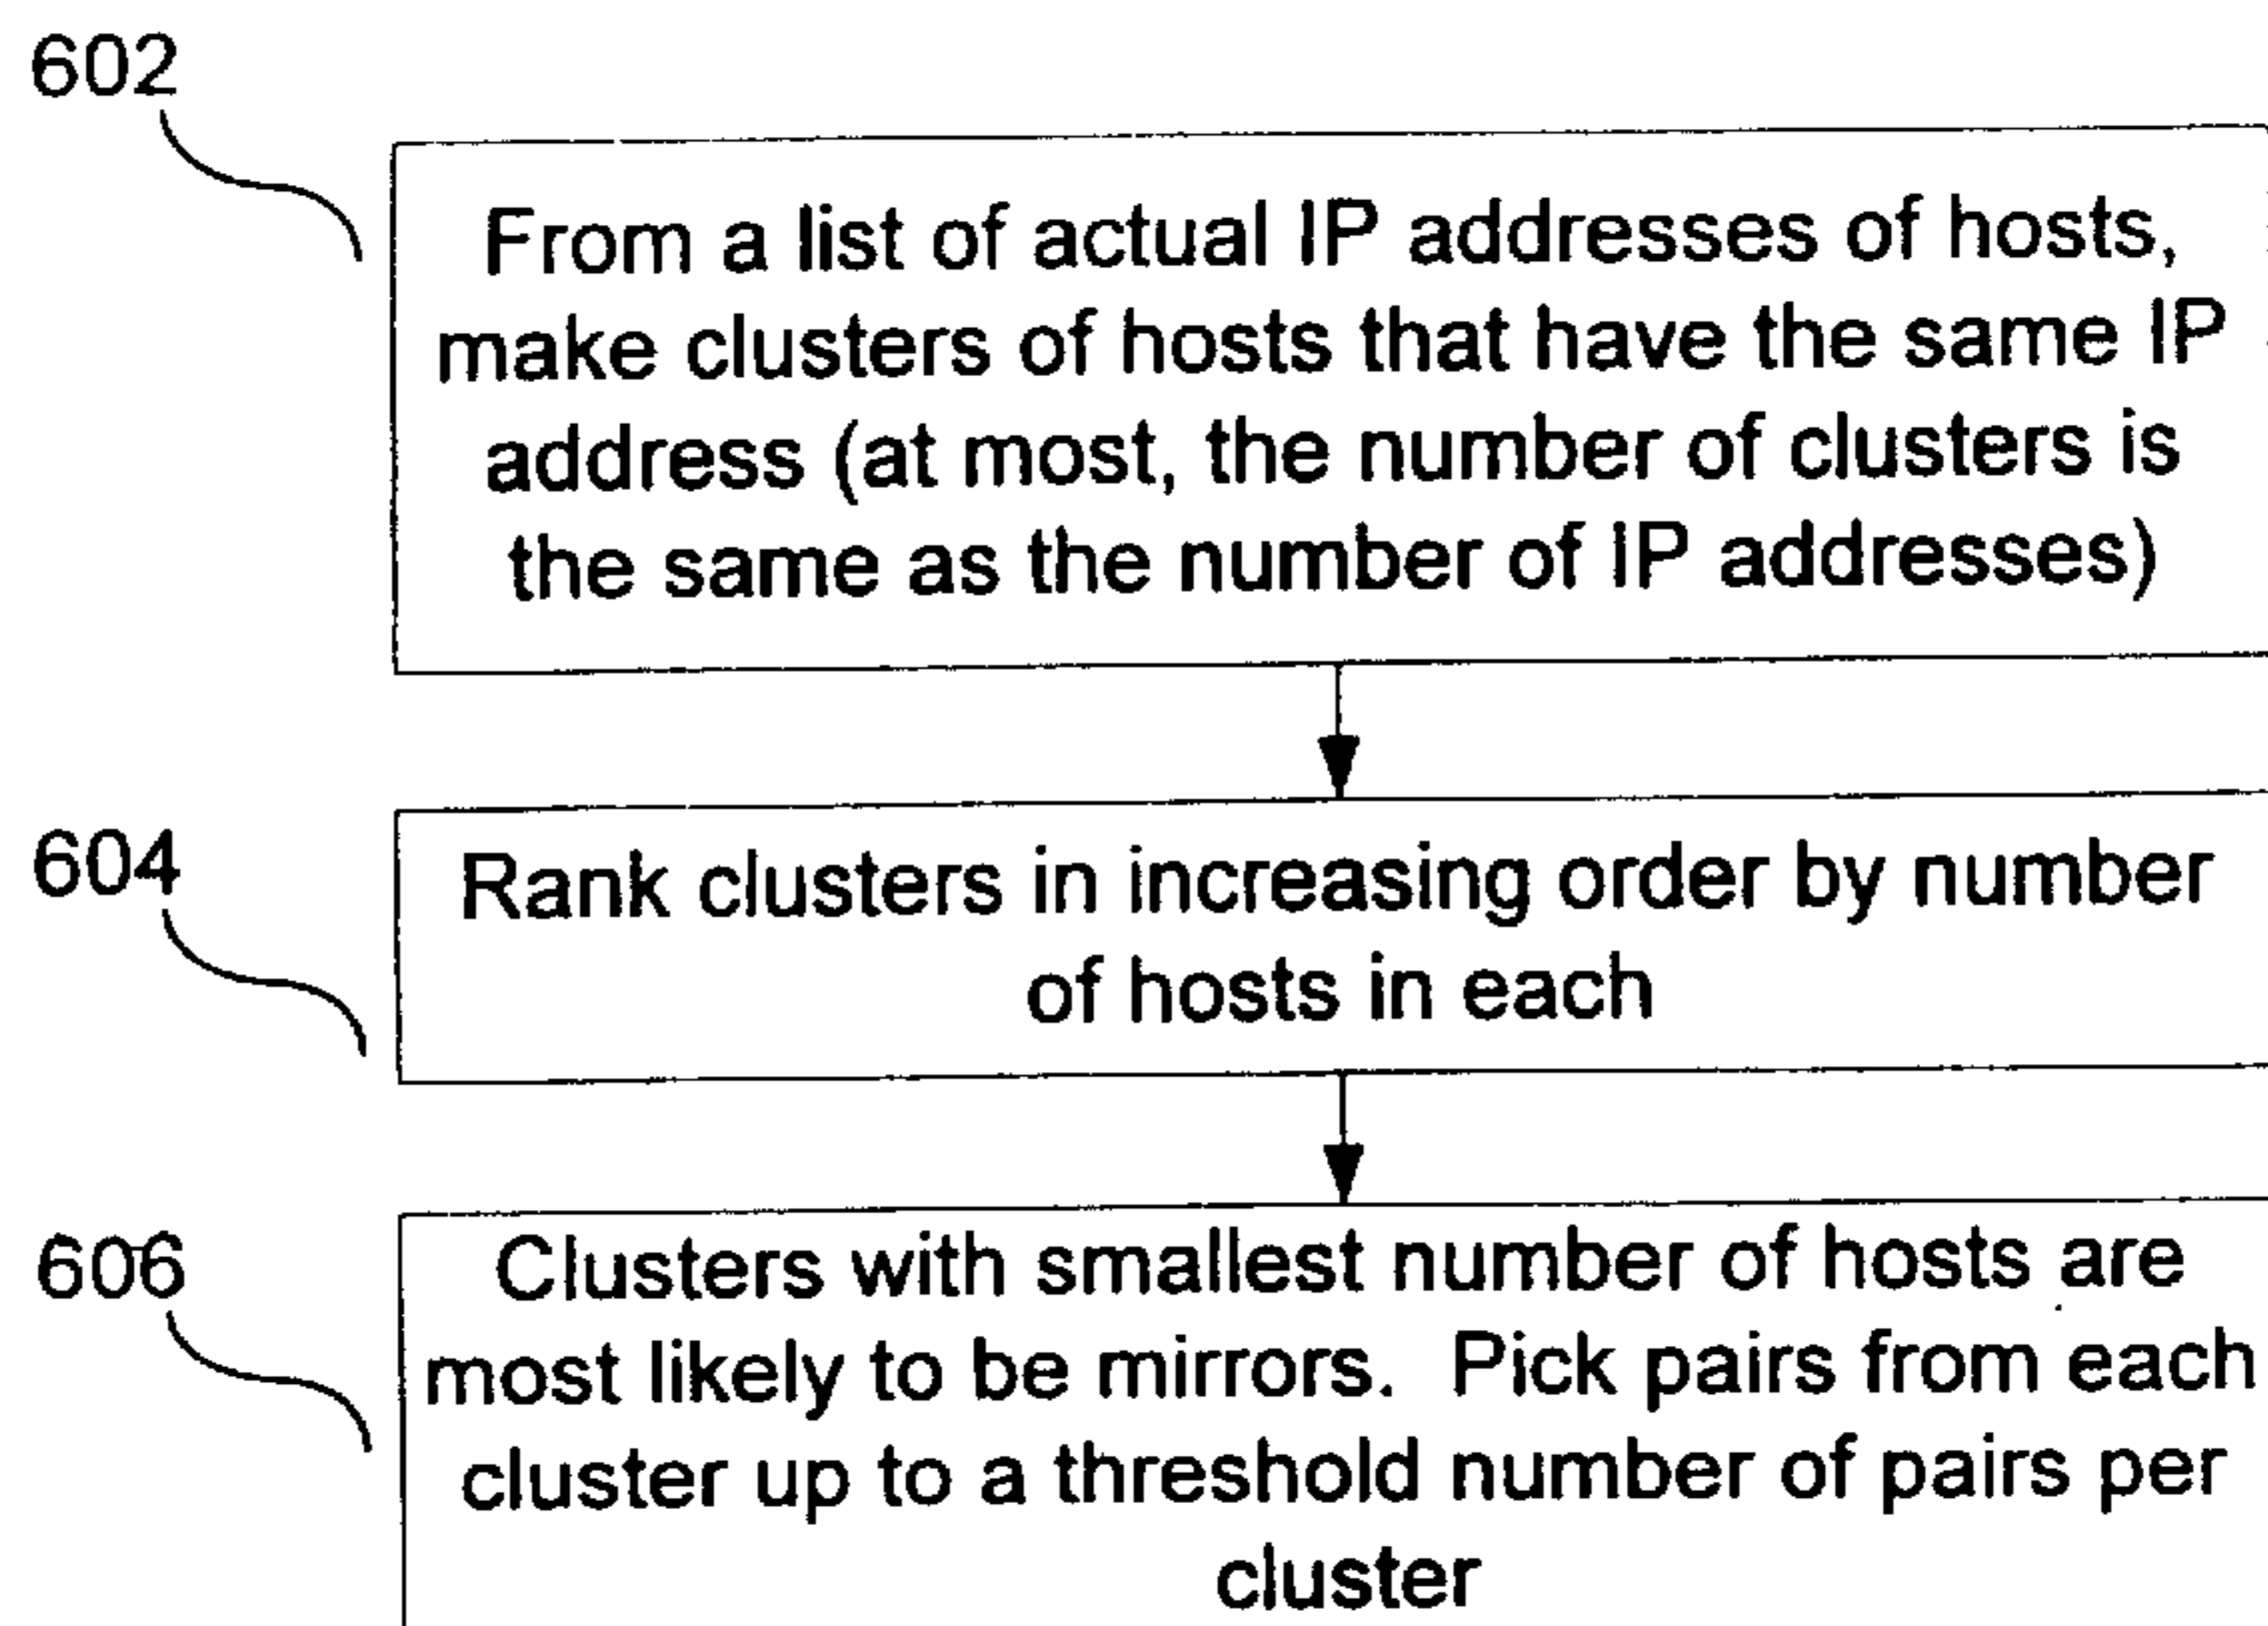 602
From a list of actual IP addresses of hosts,
make clusters of hosts that have the same IP
address (at most, the number of clusters is
the same as the number of IP addresses)
604
Rank clusters in increasing order by number
of hosts in each
606
Clusters with smallest number of hosts are
most likely to be mirrors. Pick pairs from each
cluster up to a threshold number of pairs per
cluster